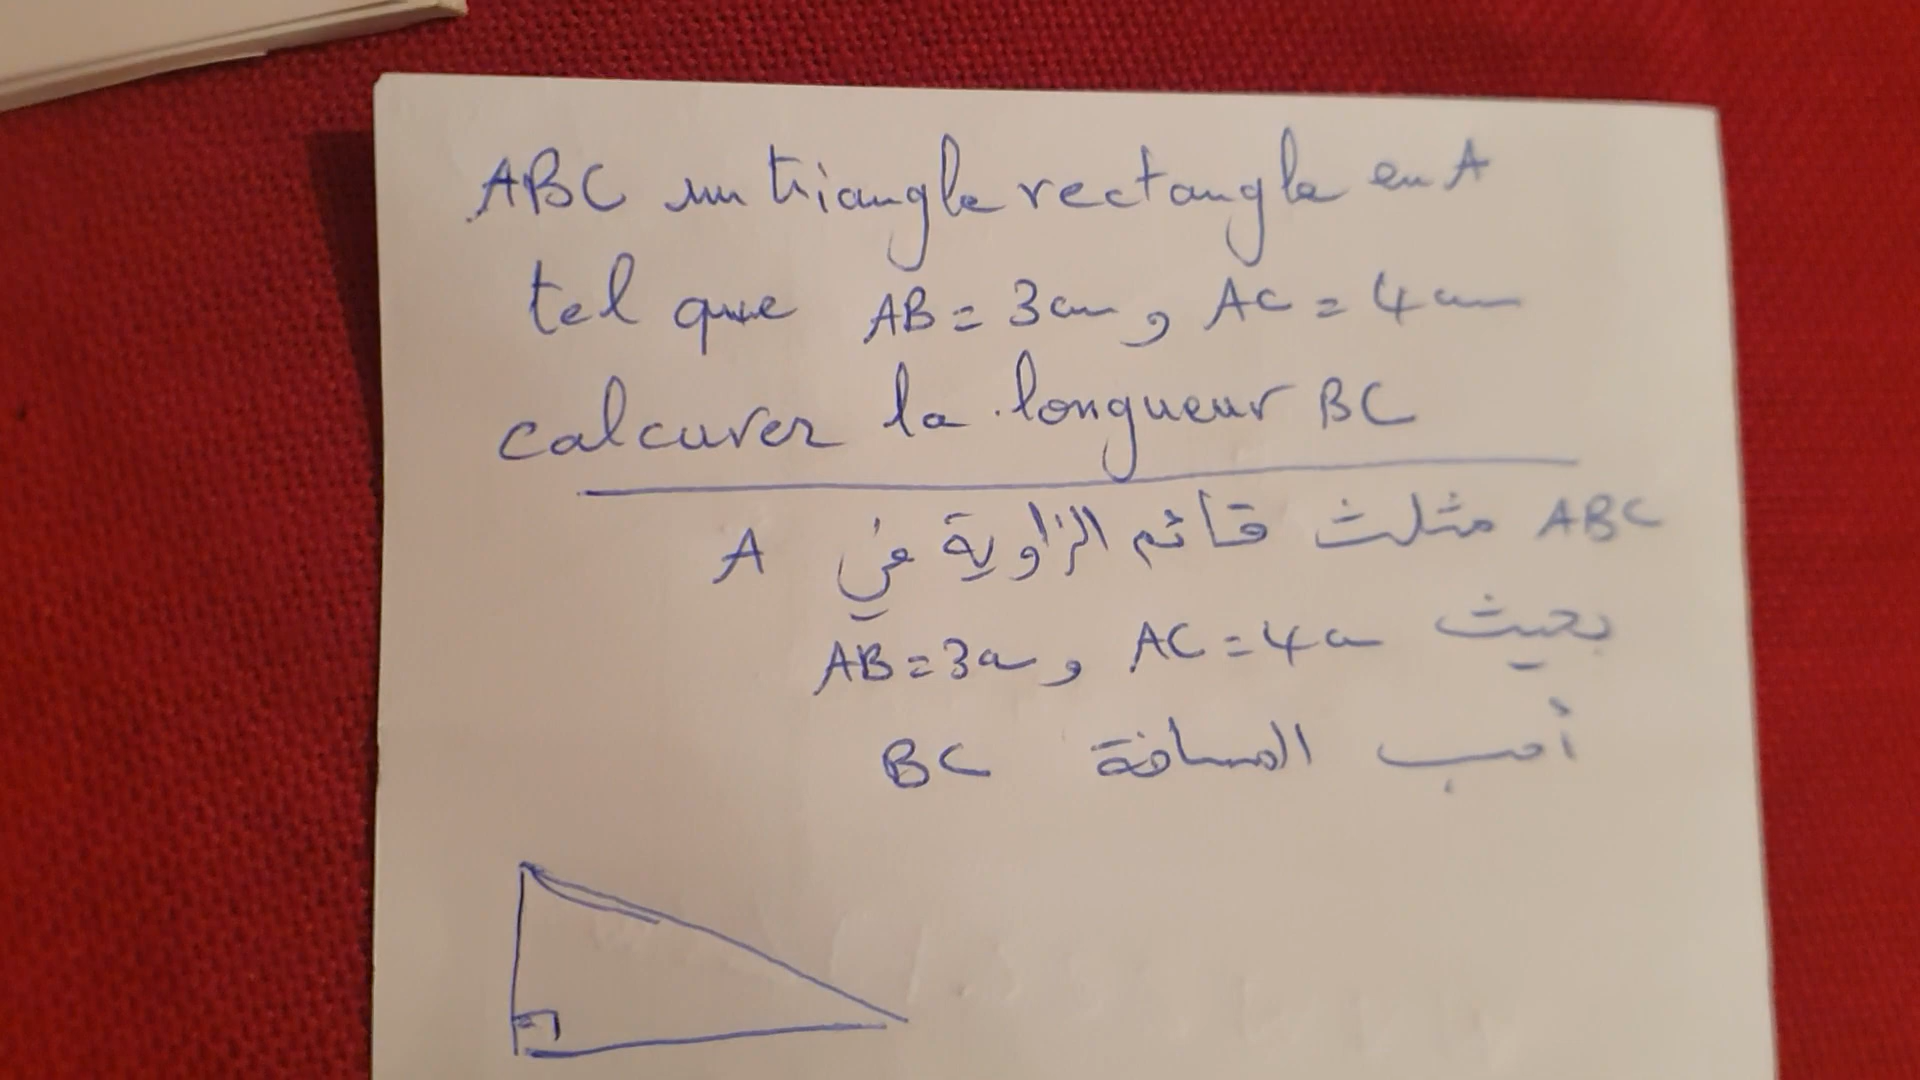 ABC un triangle rectangle en A
tel que AB = 3cm, AC = 4cm
calcurer la longueur BC
ABC مثلث قائم الزاوية في A
بحيث AB = 3cm, AC = 4cm
أحسب المسافة BC